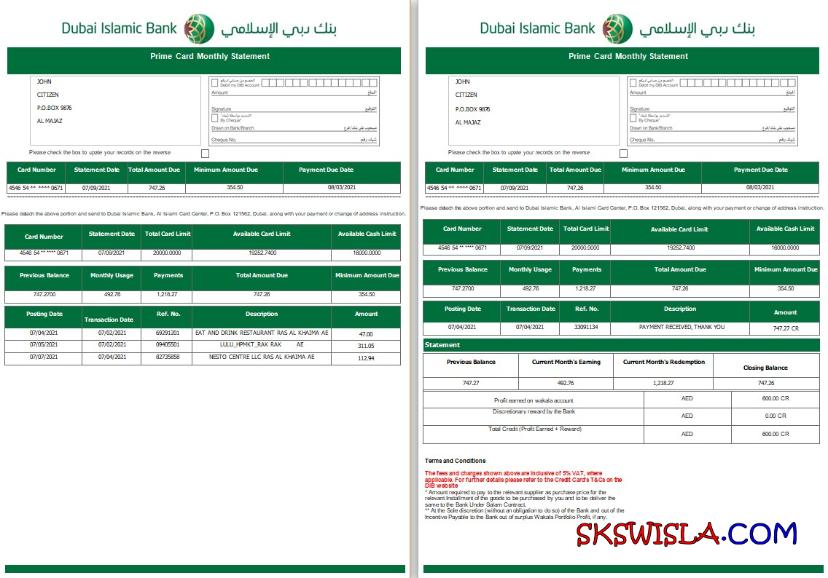 Dubai Islamic Bank بنك دبي الإسلامي
Prime Card Monthly Statement
JOHN
CITIZEN
P.O.BOX 9876
AL MAJAZ
Debit my DIB Account
Amount المبلغ
Signature التوقيع
By Cheque*
Drawn on Bank/Branch
Cheque No.
Please check the box to upate your records on the reverse
Card Number Statement Date Total Amount Due Minimum Amount Due Payment Due Date
4546 54 ** **** 0671 07/09/2021 747.26 354.50 08/03/2021
Please detach the above portion and send to Dubai Islamic Bank, Al Islami Card Center, P.O. Box 121562, Dubai, along with your payment or change of address instruction.
Card Number Statement Date Total Card Limit Available Card Limit Available Cash Limit
4546 54 ** **** 0671 07/09/2021 20000.0000 19252.7400 16000.0000
Previous Balance Monthly Usage Payments Total Amount Due Minimum Amount Due
747.2700 492.76 1,218.27 747.26 354.50
Posting Date Transaction Date Ref. No. Description Amount
07/04/2021 07/02/2021 69291201 EAT AND DRINK RESTAURANT RAS AL KHAIMA AE 47.00
07/05/2021 07/02/2021 09405501 LULU_HPMKT_RAK RAK AE 311.05
07/07/2021 07/04/2021 82735658 NESTO CENTRE LLC RAS AL KHAIMA AE 112.94
Dubai Islamic Bank بنك دبي الإسلامي
Prime Card Monthly Statement
JOHN
CITIZEN
P.O.BOX 9876
AL MAJAZ
Debit my DIB Account
Amount المبلغ
Signature التوقيع
By Cheque*
Drawn on Bank/Branch
Cheque No.
Please check the box to upate your records on the reverse
Card Number Statement Date Total Amount Due Minimum Amount Due Payment Due Date
4546 54 ** **** 0671 07/09/2021 747.26 354.50 08/03/2021
Please detach the above portion and send to Dubai Islamic Bank, Al Islami Card Center, P.O. Box 121562, Dubai, along with your payment or change of address instruction.
Card Number Statement Date Total Card Limit Available Card Limit Available Cash Limit
4546 54 ** **** 0671 07/09/2021 20000.0000 19252.7400 16000.0000
Previous Balance Monthly Usage Payments Total Amount Due Minimum Amount Due
747.2700 492.76 1,218.27 747.26 354.50
Posting Date Transaction Date Ref. No. Description Amount
07/04/2021 07/04/2021 33091134 PAYMENT RECEIVED, THANK YOU 747.27 CR
Statement
Previous Balance Current Month's Earning Current Month's Redemption Closing Balance
747.27 492.76 1,218.27 747.26
Profit earned on wakala account AED 600.00 CR
Discretionary reward by the Bank AED 0.00 CR
Total Credit (Profit Earned + Reward) AED 600.00 CR
Terms and Conditions
The fees and charges shown above are inclusive of 5% VAT, where
applicable. For further details please refer to the Credit Card's T&Cs on the
DIB website
* Amount required to pay to the relevant supplier as purchase price for the
relevant Installment of the goods to be purchased by you and to be deliver the
same to the Bank Under Salam Contract.
** At the Sole discretion (without an obligation to do so) of the Bank and out of the
Incentive Payable to the Bank out of surplus Wakala Portfolio Profit, if any.
SKSWISLA.COM